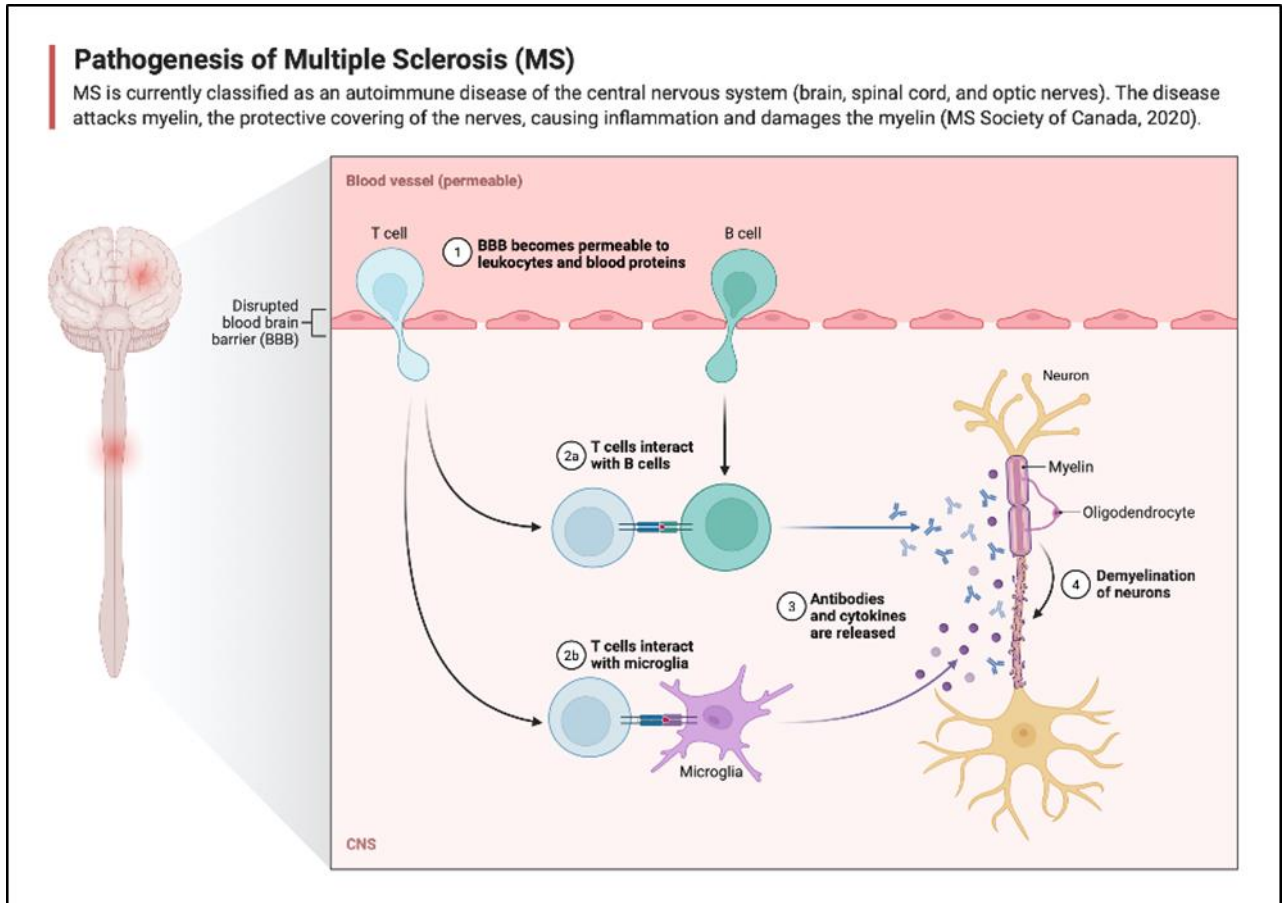 Pathogenesis of Multiple Sclerosis (MS)
MS is currently classified as an autoimmune disease of the central nervous system (brain, spinal cord, and optic nerves). The disease
attacks myelin, the protective covering of the nerves, causing inflammation and damages the myelin (MS Society of Canada, 2020).
Blood vessel (permeable)
T cell
1
BBB becomes permeable to
leukocytes and blood proteins
B cell
Disrupted
blood brain
barrier (BBB)
Neuron
2a
T cells interact
with B cells
Myelin
Oligodendrocyte
3
Antibodies
and cytokines
are released
4
Demyelination
of neurons
2b
T cells interact
with microglia
Microglia
CNS